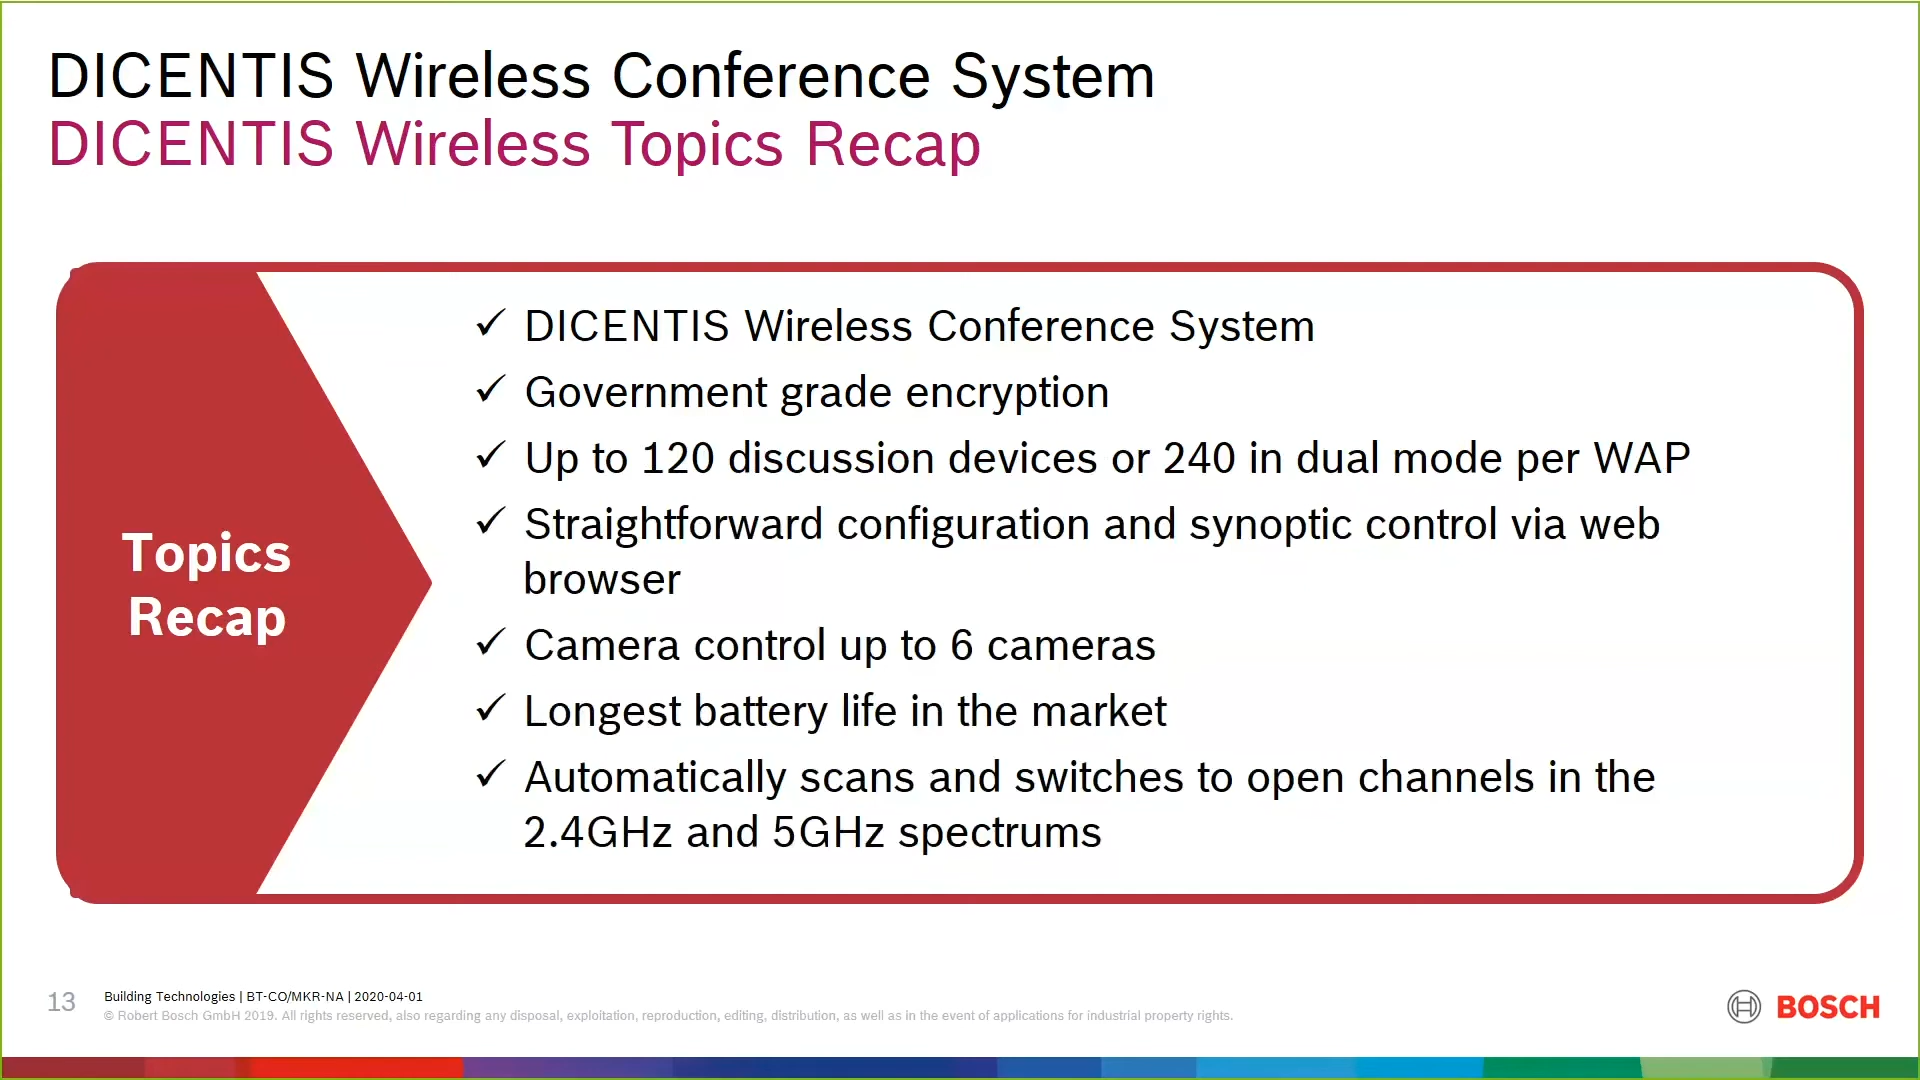 DICENTIS Wireless Conference System
DICENTIS Wireless Topics Recap
Topics
Recap
✓ DICENTIS Wireless Conference System
✓ Government grade encryption
✓ Up to 120 discussion devices or 240 in dual mode per WAP
✓ Straightforward configuration and synoptic control via web
browser
✓ Camera control up to 6 cameras
✓ Longest battery life in the market
✓ Automatically scans and switches to open channels in the
2.4GHz and 5GHz spectrums
13
Building Technologies | BT-CO/MKR-NA | 2020-04-01
© Robert Bosch GmbH 2019. All rights reserved, also regarding any disposal, exploitation, reproduction, editing, distribution, as well as in the event of applications for industrial property rights.
BOSCH